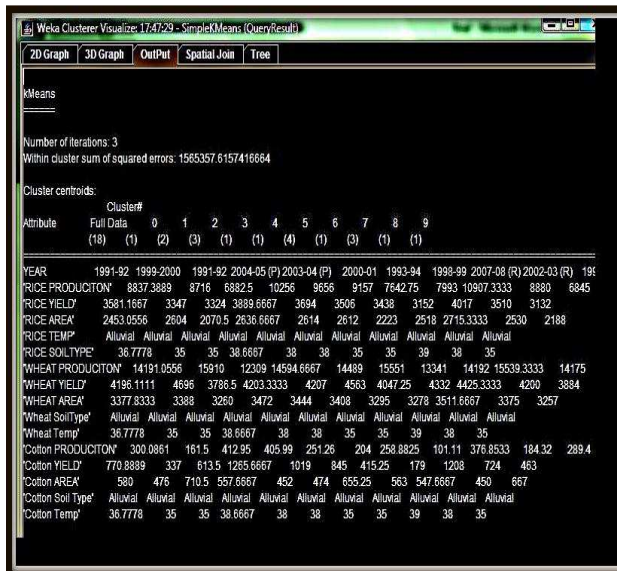 Weka Clusterer Visualize: 17:47:29 - SimpleKMeans (QueryResult)
2D Graph 3D Graph OutPut Spatial Join Tree
kMeans
======
Number of iterations: 3
Within cluster sum of squared errors: 1565357.6157416664
Cluster centroids:
Cluster#
Attribute Full Data 0 1 2 3 4 5 6 7 8 9
(18) (1) (2) (3) (1) (1) (4) (1) (3) (1) (1)
YEAR 1991-92 1999-2000 1991-92 2004-05 (P) 2003-04 (P) 2000-01 1993-94 1998-99 2007-08 (R) 2002-03 (R) 199
'RICE PRODUCITON' 8837.3889 8716 6882.5 10256 9656 9157 7642.75 7993 10907.3333 8880 6845
'RICE YIELD' 3581.1667 3347 3324 3889.6667 3694 3506 3438 3152 4017 3510 3132
'RICE AREA' 2453.0556 2604 2070.5 2636.6667 2614 2612 2223 2518 2715.3333 2530 2188
'RICE TEMP' Alluvial Alluvial Alluvial Alluvial Alluvial Alluvial Alluvial Alluvial Alluvial Alluvial Alluvial
'RICE SOILTYPE' 36.7778 35 35 38.6667 38 38 35 35 39 38 35
'WHEAT PRODUCITON' 14191.0556 15910 12309 14594.6667 14489 15551 13341 14192 15539.3333 14175
'WHEAT YIELD' 4196.1111 4696 3786.5 4203.3333 4207 4563 4047.25 4332 4425.3333 4200 3884
'WHEAT AREA' 3377.8333 3388 3260 3472 3444 3408 3295 3278 3511.6667 3375 3257
'Wheat SoilType' Alluvial Alluvial Alluvial Alluvial Alluvial Alluvial Alluvial Alluvial Alluvial Alluvial Alluvial
'Wheat Temp' 36.7778 35 35 38.6667 38 38 35 35 39 38 35
'Cotton PRODUCITON' 300.0861 161.5 412.95 405.99 251.26 204 258.8825 101.11 376.8533 184.32 289.4
'Cotton YIELD' 770.8889 337 613.5 1265.6667 1019 845 415.25 179 1208 724 463
'Cotton AREA' 580 476 710.5 557.6667 452 474 655.25 563 547.6667 450 667
'Cotton Soil Type' Alluvial Alluvial Alluvial Alluvial Alluvial Alluvial Alluvial Alluvial Alluvial Alluvial Alluvial
'Cotton Temp' 36.7778 35 35 38.6667 38 38 35 35 39 38 35